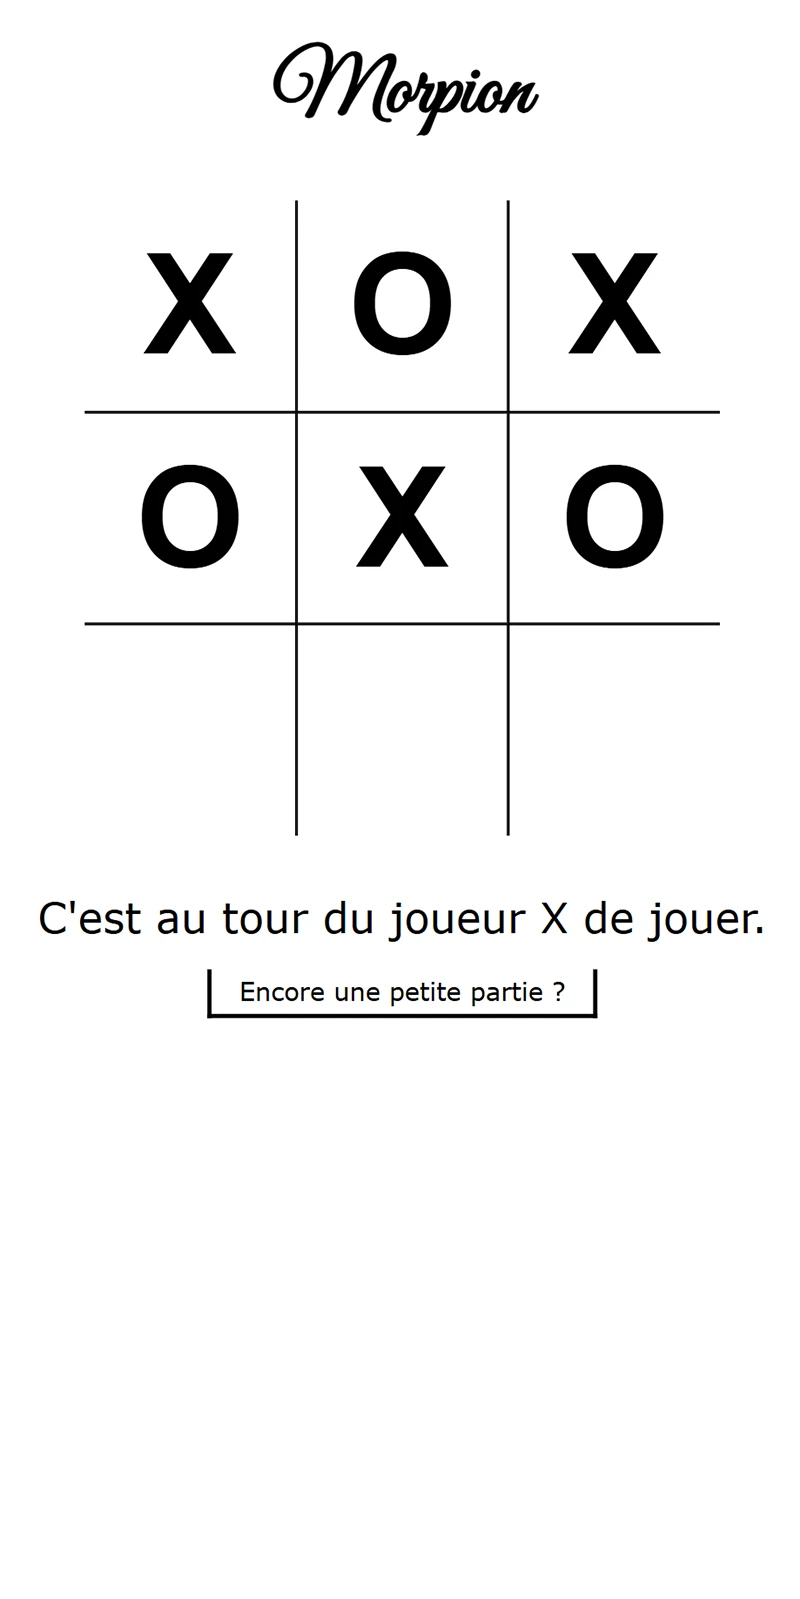 Morpion
X O X
O X O
C'est au tour du joueur X de jouer.
Encore une petite partie ?